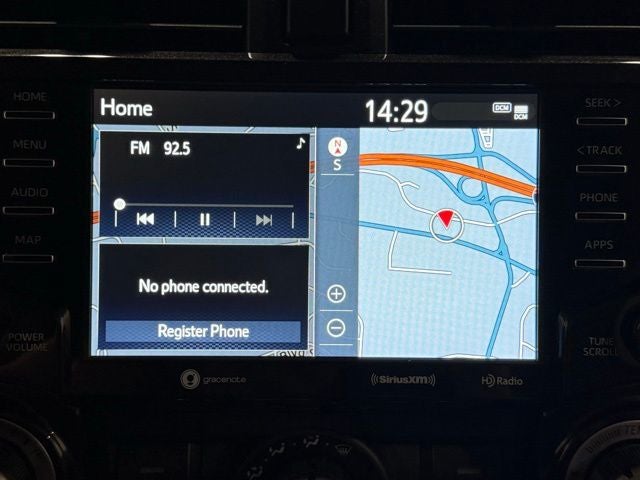 Home
14:29
DCM
DCM
FM 92.5
N
S
No phone connected.
Register Phone
HOME
MENU
AUDIO
MAP
POWER
VOLUME
SEEK >
< TRACK
PHONE
APPS
TUNE
SCROLL
gracenote
((SiriusXM))
HD Radio